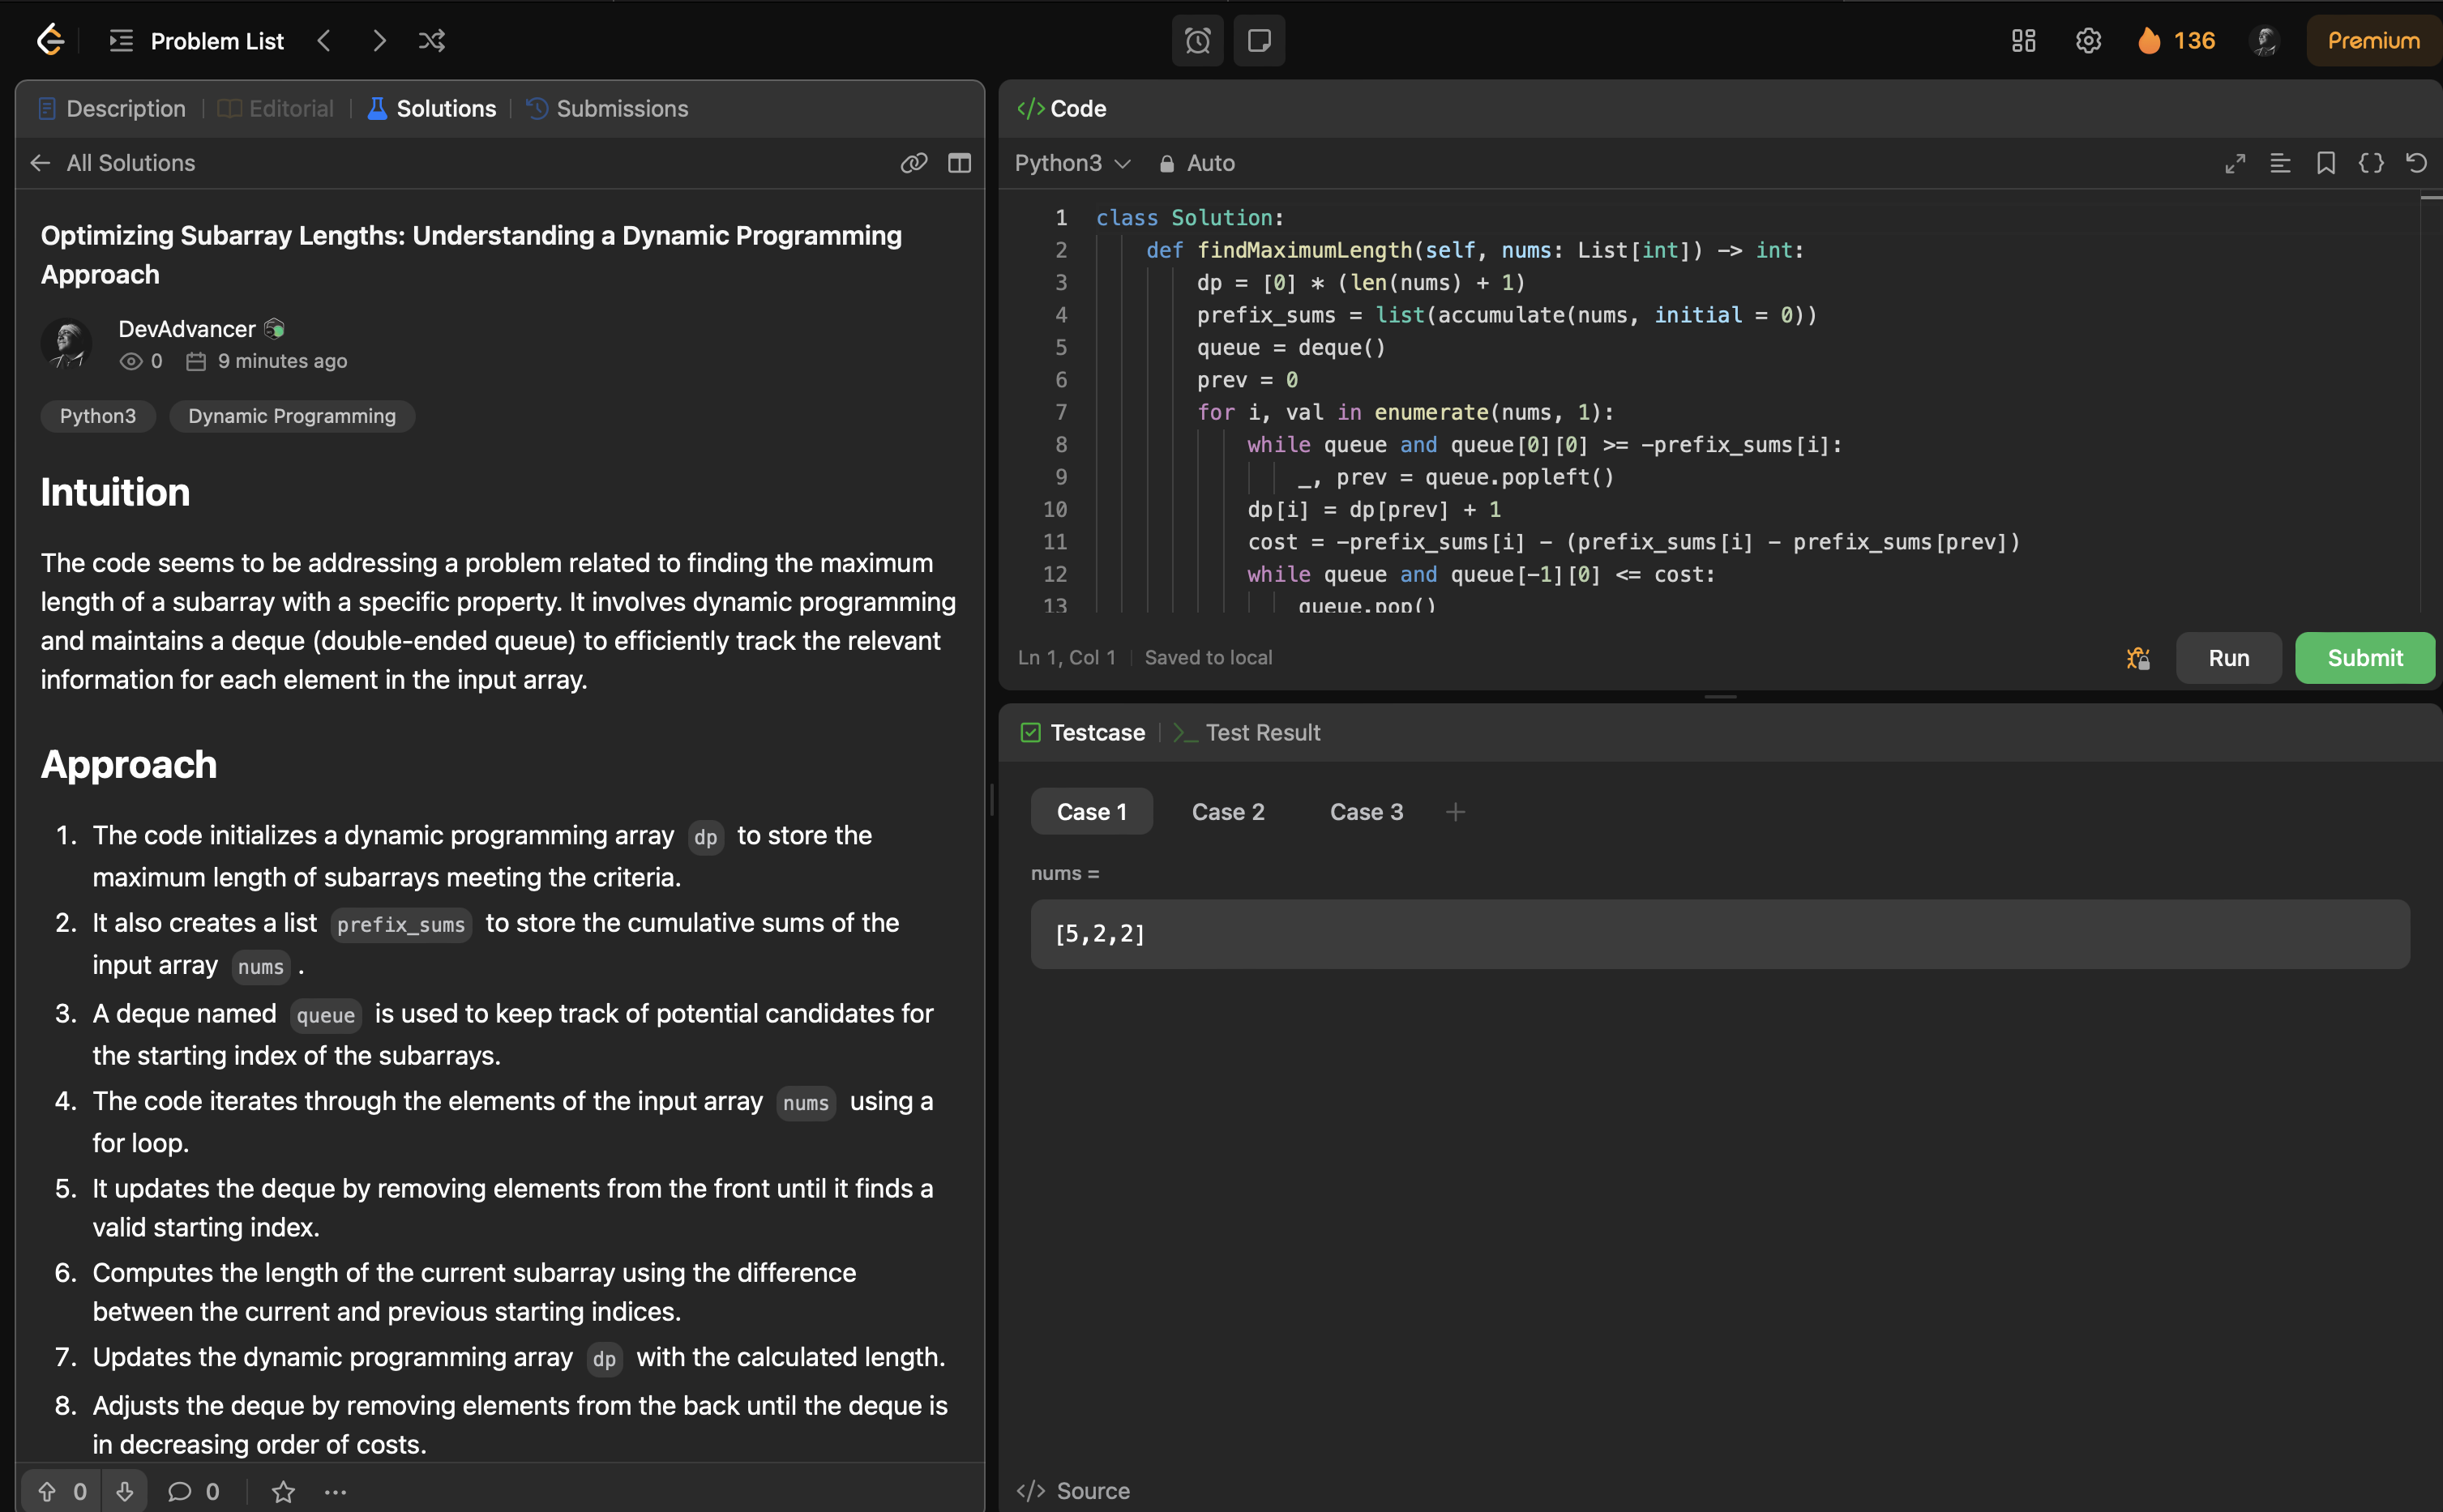 Problem List
136
Premium
Description
Editorial
Solutions
Submissions
All Solutions
Optimizing Subarray Lengths: Understanding a Dynamic Programming
Approach
DevAdvancer
0
9 minutes ago
Python3
Dynamic Programming
Intuition
The code seems to be addressing a problem related to finding the maximum
length of a subarray with a specific property. It involves dynamic programming
and maintains a deque (double-ended queue) to efficiently track the relevant
information for each element in the input array.
Approach
1. The code initializes a dynamic programming array dp to store the
maximum length of subarrays meeting the criteria.
2. It also creates a list prefix_sums to store the cumulative sums of the
input array nums .
3. A deque named queue is used to keep track of potential candidates for
the starting index of the subarrays.
4. The code iterates through the elements of the input array nums using a
for loop.
5. It updates the deque by removing elements from the front until it finds a
valid starting index.
6. Computes the length of the current subarray using the difference
between the current and previous starting indices.
7. Updates the dynamic programming array dp with the calculated length.
8. Adjusts the deque by removing elements from the back until the deque is
in decreasing order of costs.
0
0
...
</> Code
Python3
Auto
1 class Solution:
2 def findMaximumLength(self, nums: List[int]) -> int:
3 dp = [0] * (len(nums) + 1)
4 prefix_sums = list(accumulate(nums, initial = 0))
5 queue = deque()
6 prev = 0
7 for i, val in enumerate(nums, 1):
8 while queue and queue[0][0] >= -prefix_sums[i]:
9 _, prev = queue.popleft()
10 dp[i] = dp[prev] + 1
11 cost = -prefix_sums[i] - (prefix_sums[i] - prefix_sums[prev])
12 while queue and queue[-1][0] <= cost:
13 queue.pop()
Ln 1, Col 1
Saved to local
Run
Submit
Testcase
>_ Test Result
Case 1
Case 2
Case 3
+
nums =
[5,2,2]
</> Source